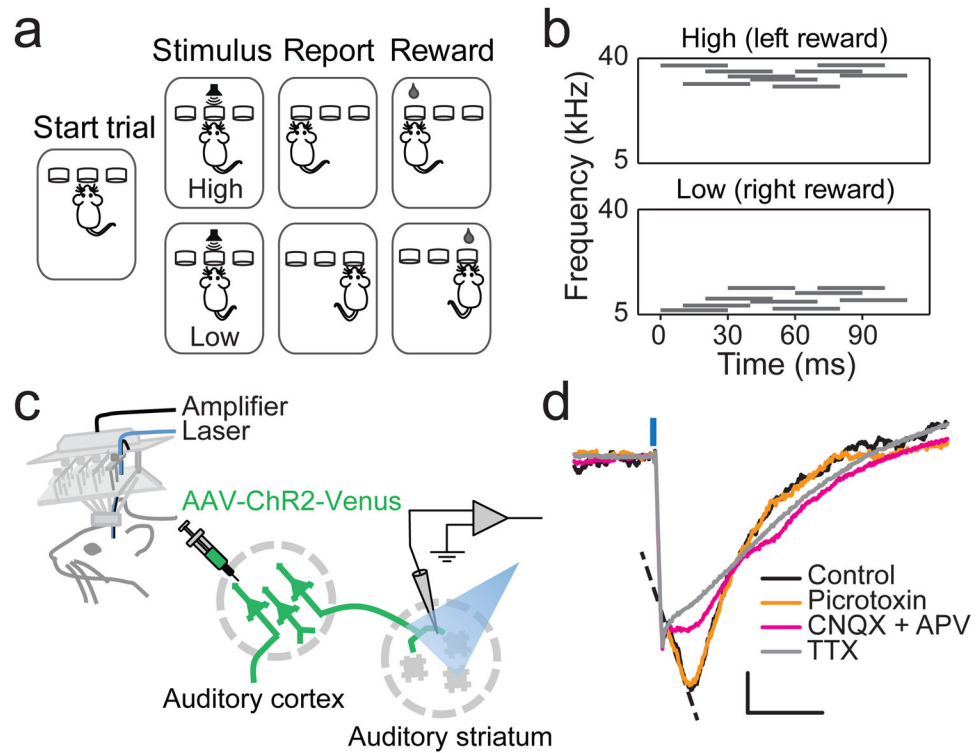 a
Stimulus Report Reward
Start trial
High
Low
b
High (left reward)
40
5
Low (right reward)
40
5
Frequency (kHz)
0 30 60 90
Time (ms)
c
Amplifier
Laser
AAV-ChR2-Venus
Auditory cortex
Auditory striatum
d
Control
Picrotoxin
CNQX + APV
TTX